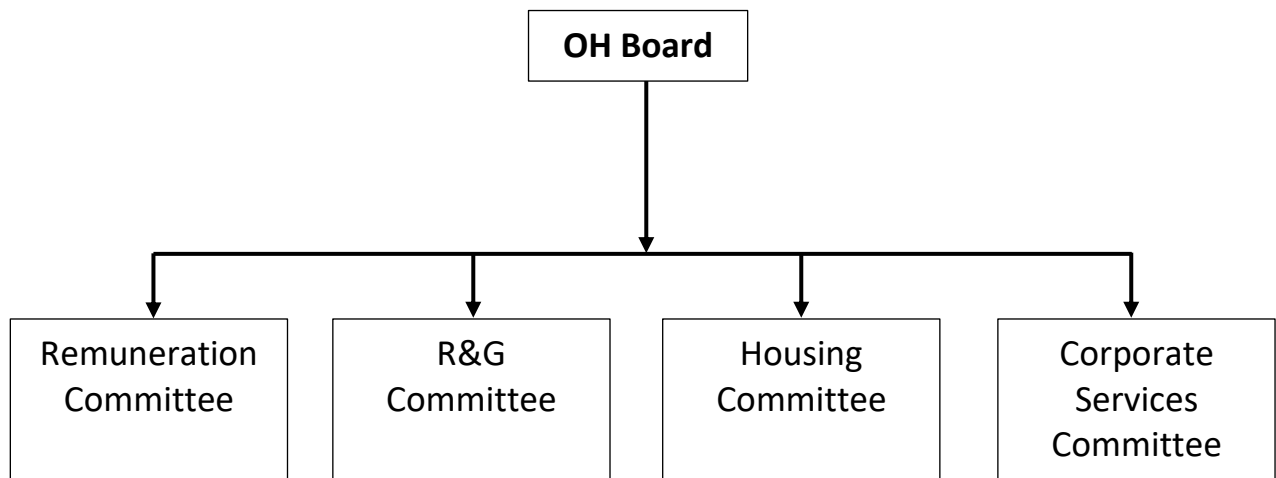 OH Board
Remuneration
Committee
R&G
Committee
Housing
Committee
Corporate
Services
Committee